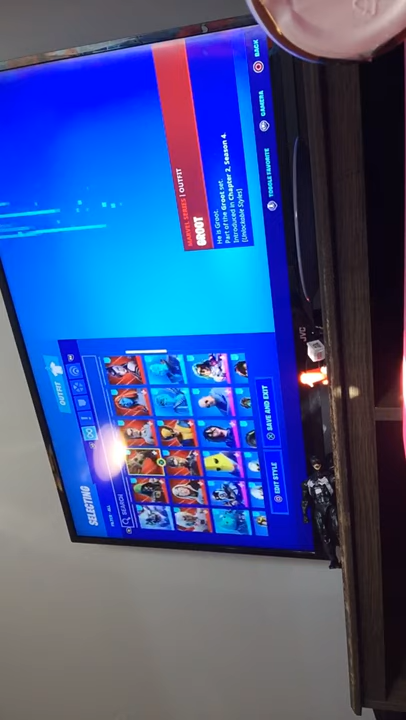 SELECTING
OUTFIT
SEARCH
MARVEL SERIES | OUTFIT
GROOT
He is Groot.
Part of the Groot set.
Introduced in Chapter 2, Season 4.
[Unlockable Styles]
EDIT STYLE
SAVE AND EXIT
TOGGLE FAVORITE
CAMERA
BACK
JVC